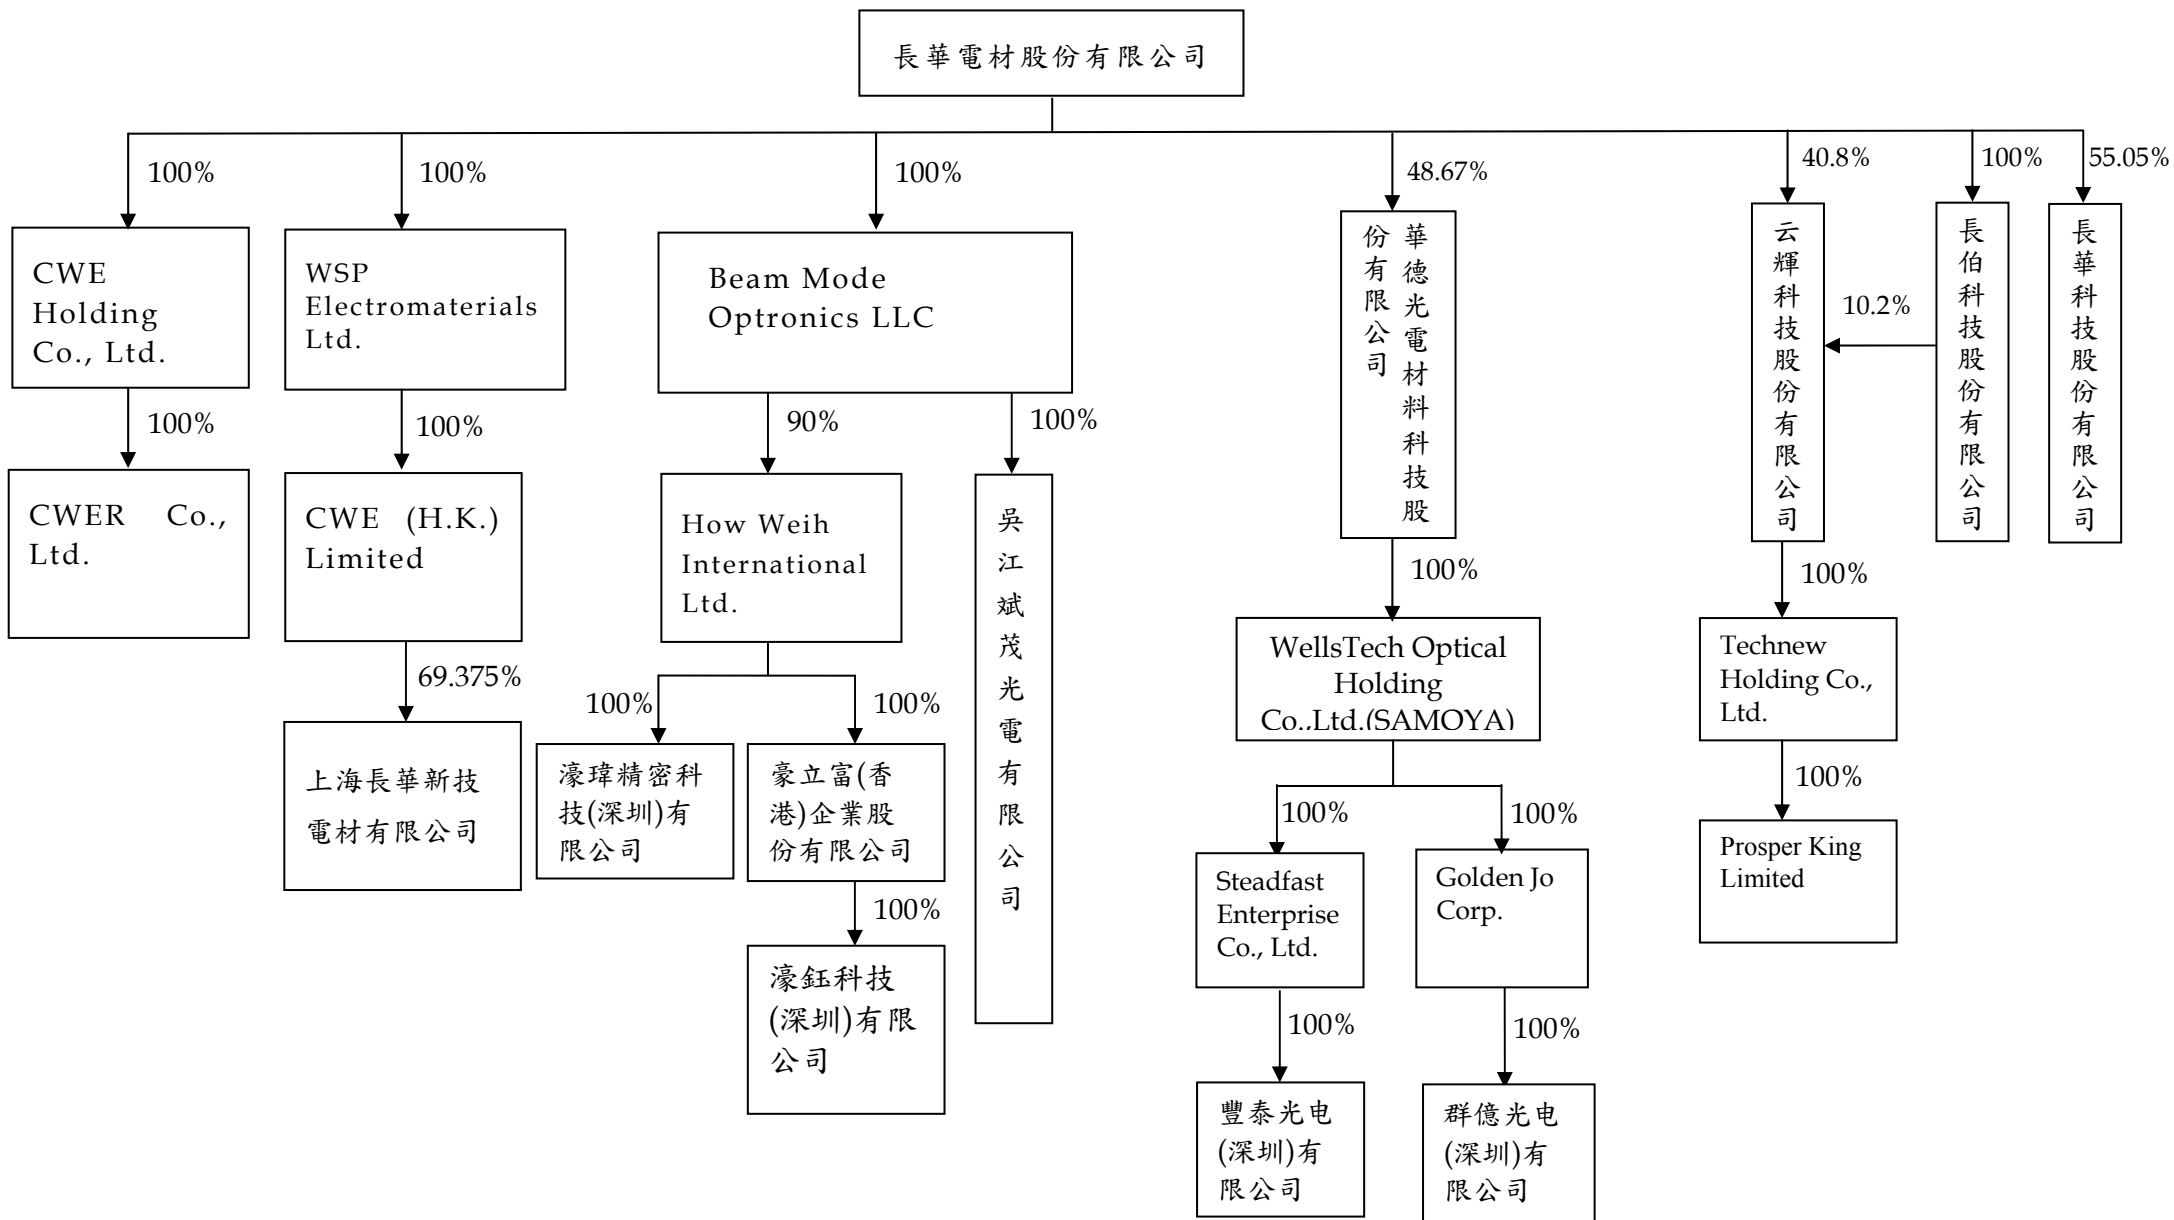 長華電材股份有限公司
100%
100%
100%
48.67%
40.8%
100%
55.05%
CWE
Holding
Co., Ltd.
WSP
Electromaterials
Ltd.
Beam Mode
Optronics LLC
華德光電材料科技股
份有限公司
云輝科技股份有限公司
10.2%
長伯科技股份有限公司
長華科技股份有限公司
100%
100%
90%
100%
100%
100%
CWER Co.,
Ltd.
CWE (H.K.)
Limited
How Weih
International
Ltd.
吳江斌茂光電有限公司
WellsTech Optical
Holding
Co.,Ltd.(SAMOYA)
Technew
Holding Co.,
Ltd.
69.375%
100%
100%
100%
100%
100%
上海長華新技
電材有限公司
濠瑋精密科
技(深圳)有
限公司
豪立富(香
港)企業股
份有限公司
Steadfast
Enterprise
Co., Ltd.
Golden Jo
Corp.
Prosper King
Limited
100%
100%
100%
濠鈺科技
(深圳)有限
公司
豐泰光电
(深圳)有
限公司
群億光电
(深圳)有
限公司